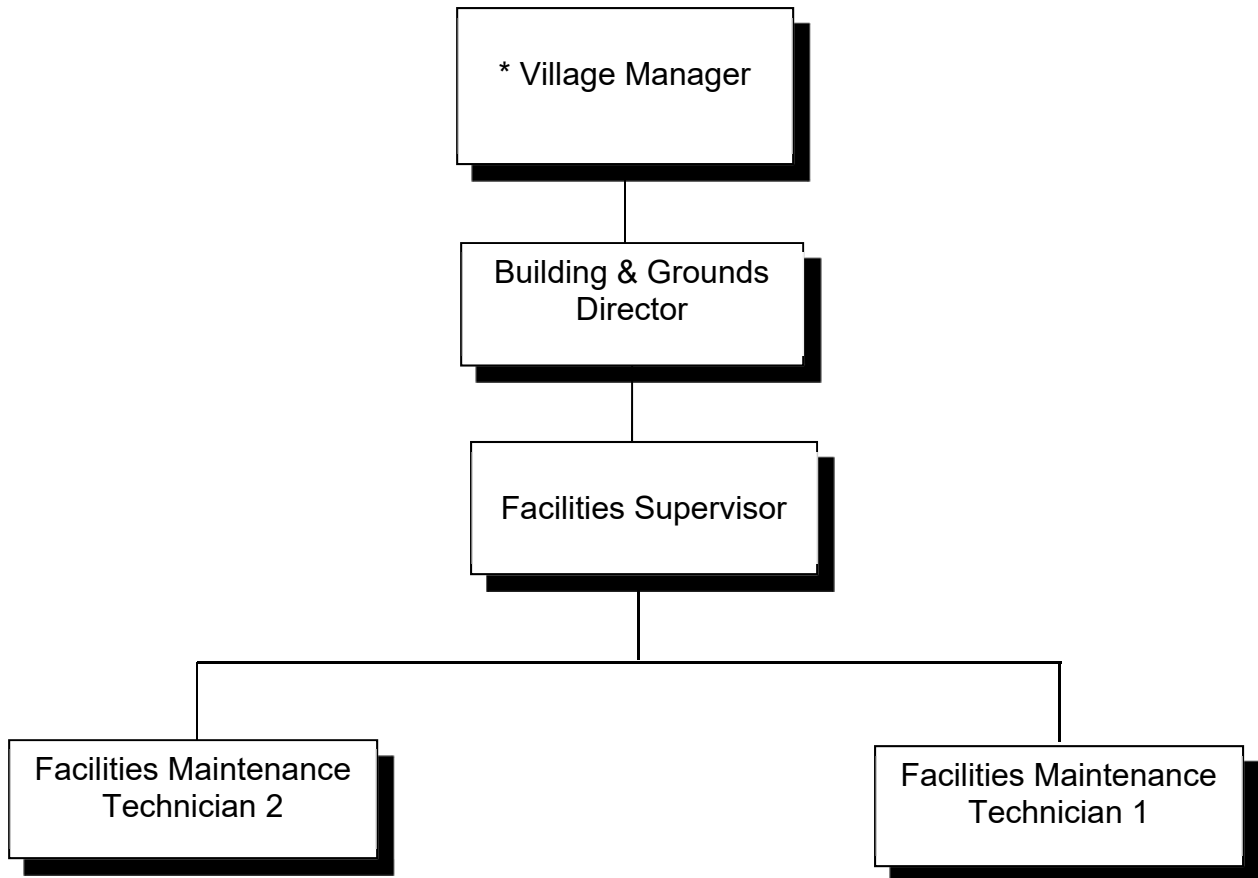 * Village Manager
Building & Grounds
Director
Facilities Supervisor
Facilities Maintenance
Technician 2
Facilities Maintenance
Technician 1